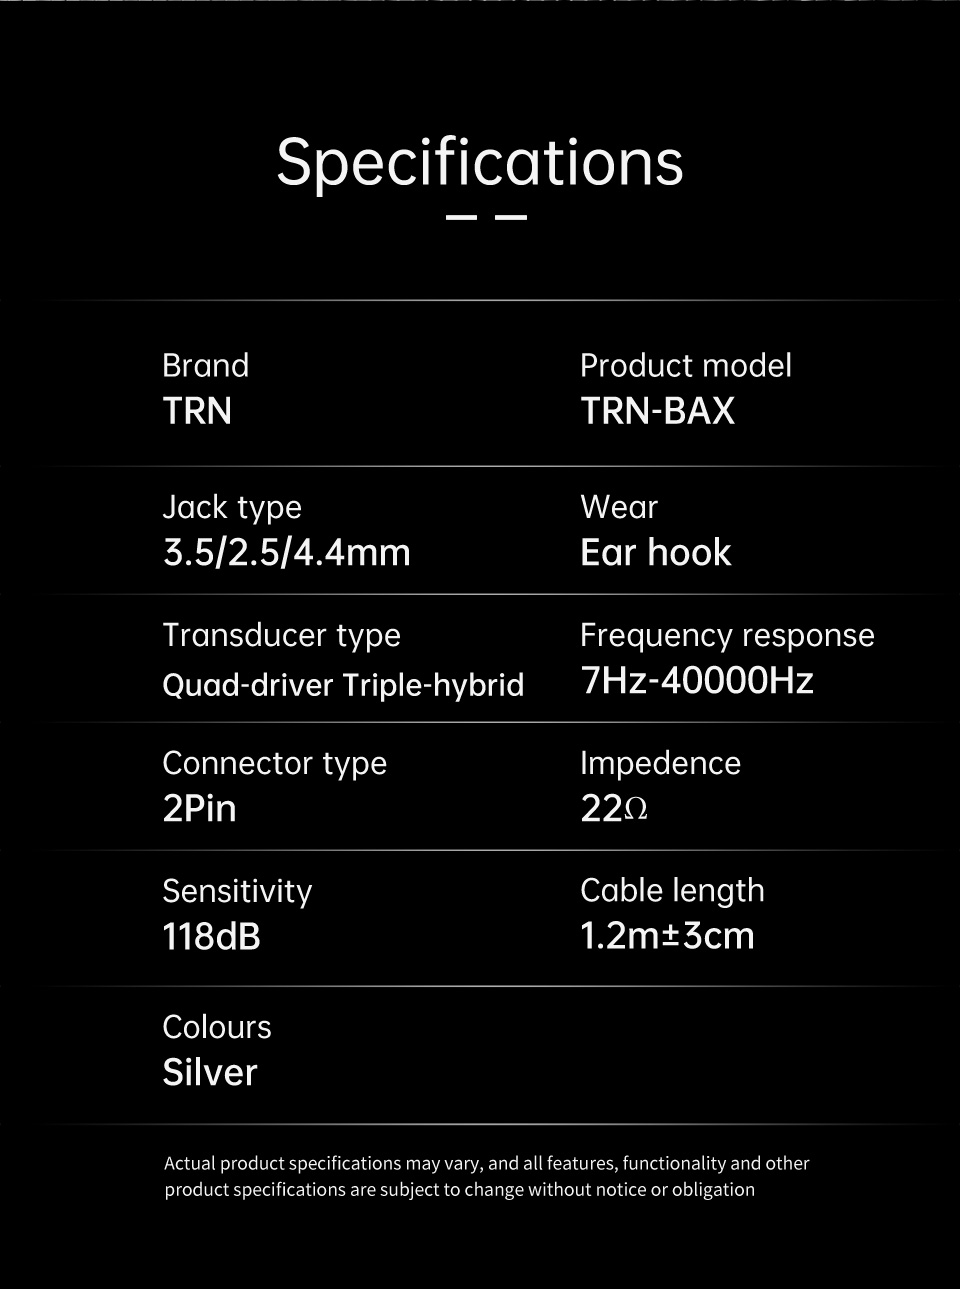 Specifications
Brand
TRN
Product model
TRN-BAX
Jack type
3.5/2.5/4.4mm
Wear
Ear hook
Transducer type
Quad-driver Triple-hybrid
Frequency response
7Hz-40000Hz
Connector type
2Pin
Impedence
22Ω
Sensitivity
118dB
Cable length
1.2m±3cm
Colours
Silver
Actual product specifications may vary, and all features, functionality and other
product specifications are subject to change without notice or obligation